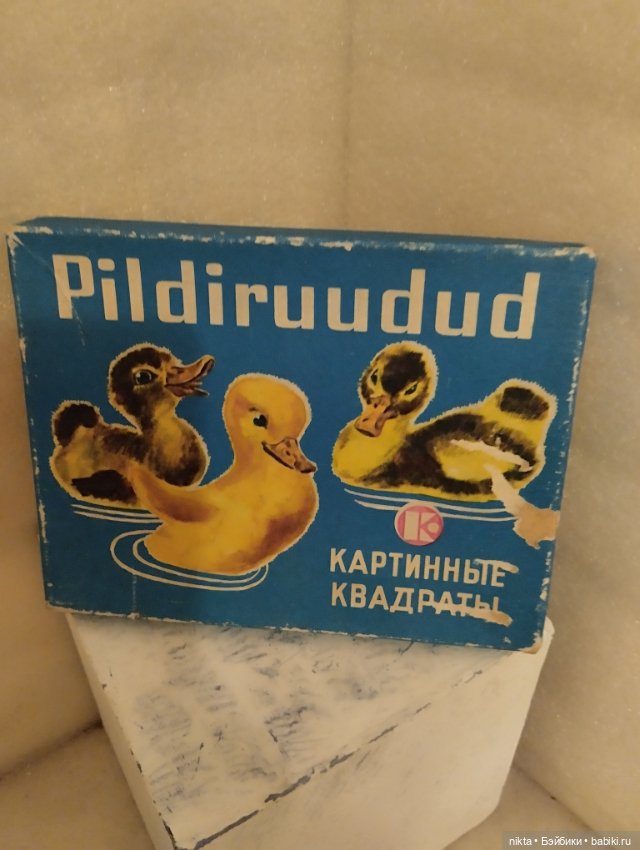 Pildiruudud
К
КАРТИННЫЕ
КВАДРАТЫ
nikta • Бэйбики • babiki.ru